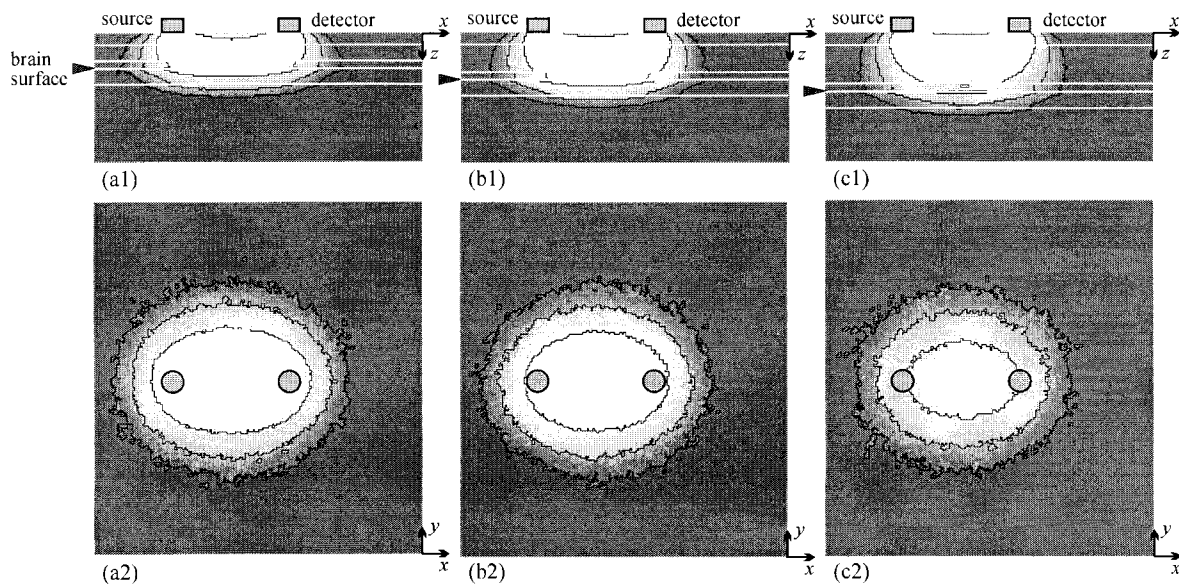 source detector x
source detector x
source detector x
z
z
z
brain
surface
(a1)
(b1)
(c1)
y
y
y
x
x
x
(a2)
(b2)
(c2)